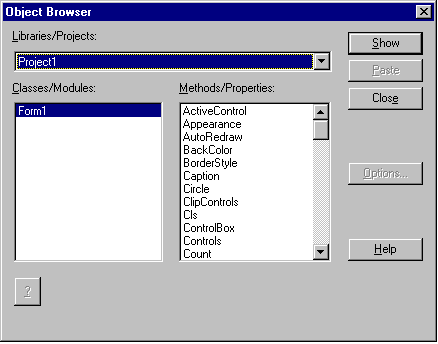 Object Browser
Libraries/Projects:
Project1
Show
Paste
Close
Classes/Modules:
Methods/Properties:
Form1
ActiveControl
Appearance
AutoRedraw
BackColor
BorderStyle
Caption
Circle
ClipControls
Cls
ControlBox
Controls
Count
Options...
Help
?